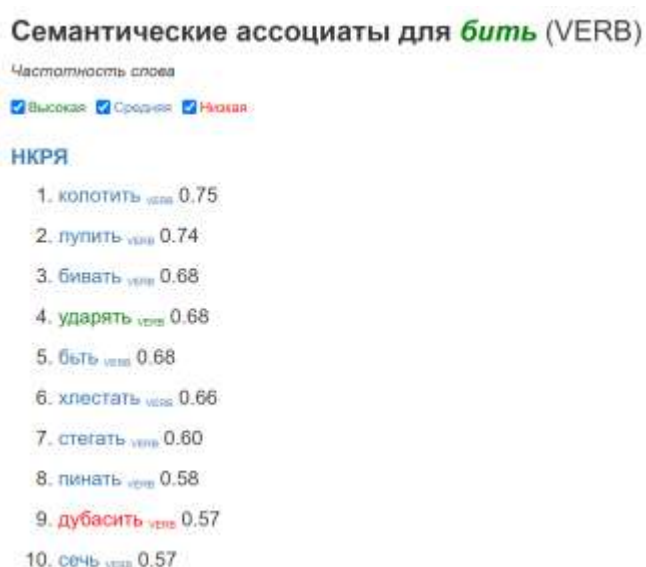 Семантические ассоциаты для бить (VERB)
Частотность слова
Высокая Средняя Низкая
НКРЯ
1. колотить VERB 0.75
2. лупить VERB 0.74
3. бивать VERB 0.68
4. ударять VERB 0.68
5. бьть VERB 0.68
6. хлестать VERB 0.66
7. стегать VERB 0.60
8. пинать VERB 0.58
9. дубасить VERB 0.57
10. сечь VERB 0.57